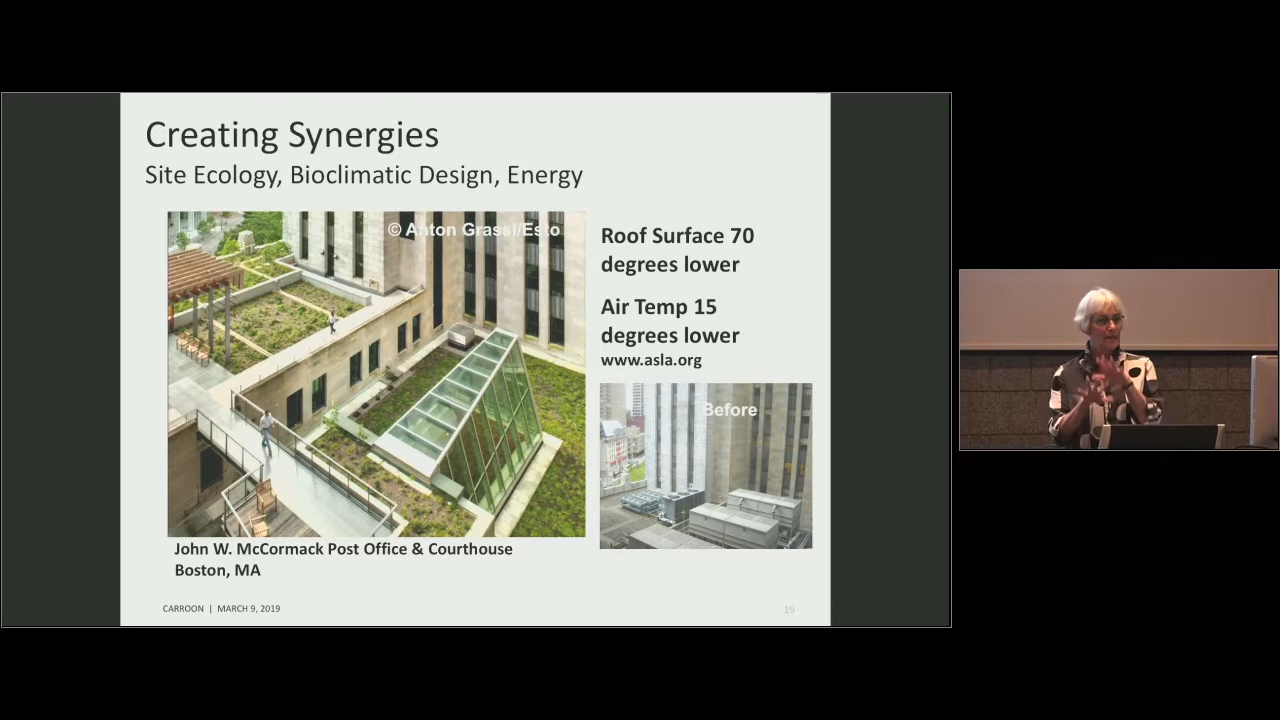 Creating Synergies
Site Ecology, Bioclimatic Design, Energy
© Anton Grassl/Esto
Roof Surface 70
degrees lower
Air Temp 15
degrees lower
www.asla.org
Before
John W. McCormack Post Office & Courthouse
Boston, MA
CARROON | MARCH 9, 2019
19